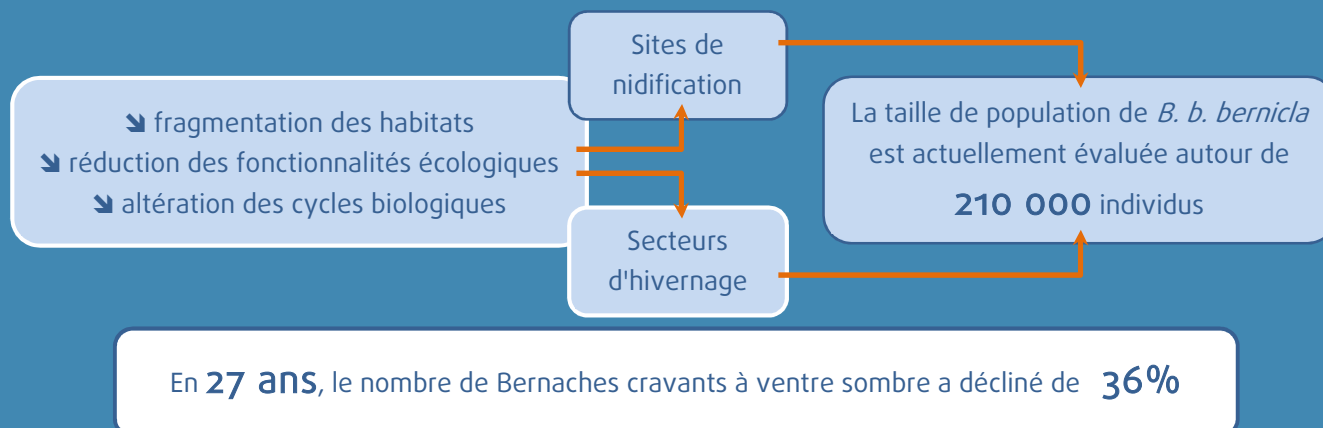 Sites de
nidification
⬊ fragmentation des habitats
⬊ réduction des fonctionnalités écologiques
⬊ altération des cycles biologiques
Secteurs
d'hivernage
La taille de population de B. b. bernicla
est actuellement évaluée autour de
210 000 individus
En 27 ans, le nombre de Bernaches cravants à ventre sombre a décliné de 36%